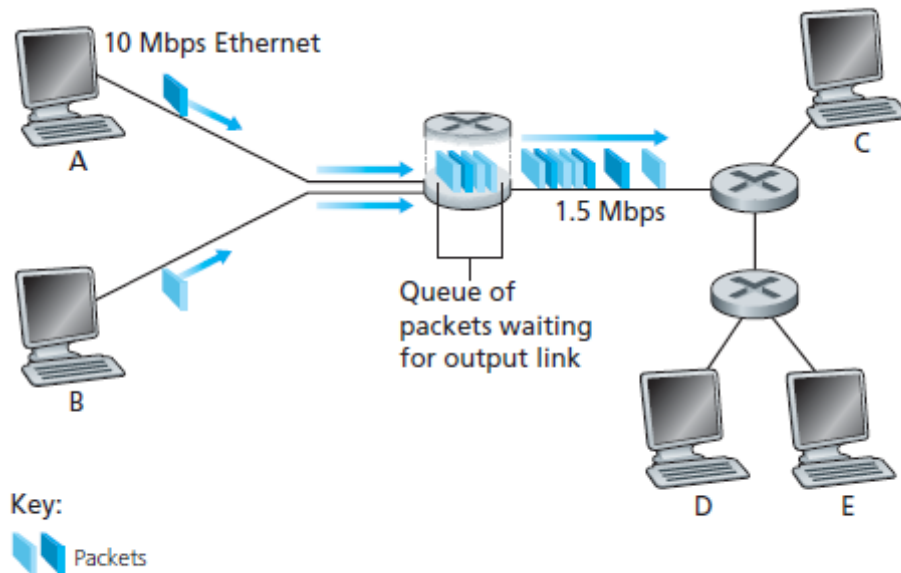 10 Mbps Ethernet
A
C
1.5 Mbps
Queue of
packets waiting
for output link
B
D
E
Key:
Packets